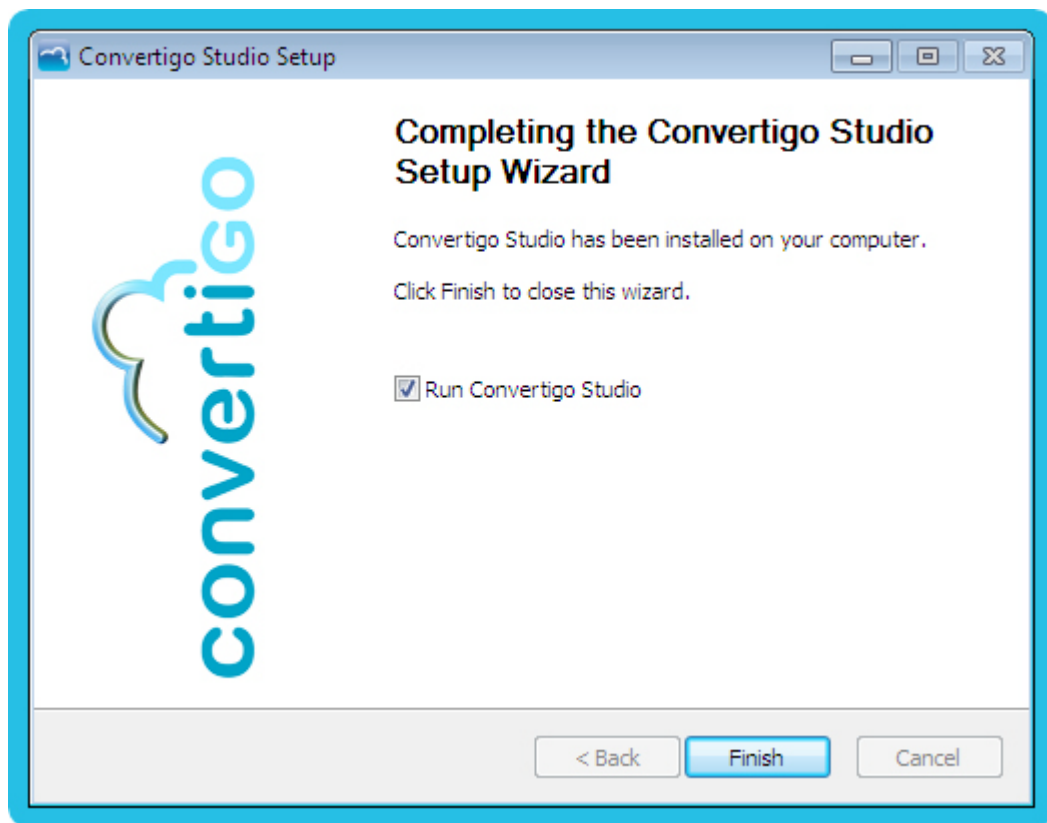 Convertigo Studio Setup
convertiGo
Completing the Convertigo Studio
Setup Wizard
Convertigo Studio has been installed on your computer.
Click Finish to close this wizard.
Run Convertigo Studio
< Back Finish Cancel